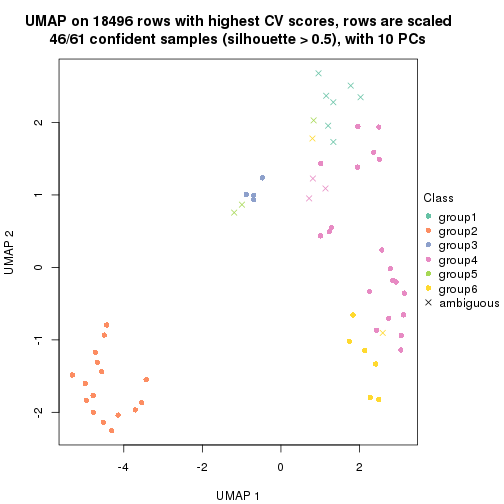 UMAP on 18496 rows with highest CV scores, rows are scaled
46/61 confident samples (silhouette > 0.5), with 10 PCs
UMAP 2
2
1
0
-1
-2
-4
-2
0
2
UMAP 1
Class
group1
group2
group3
group4
group5
group6
ambiguous